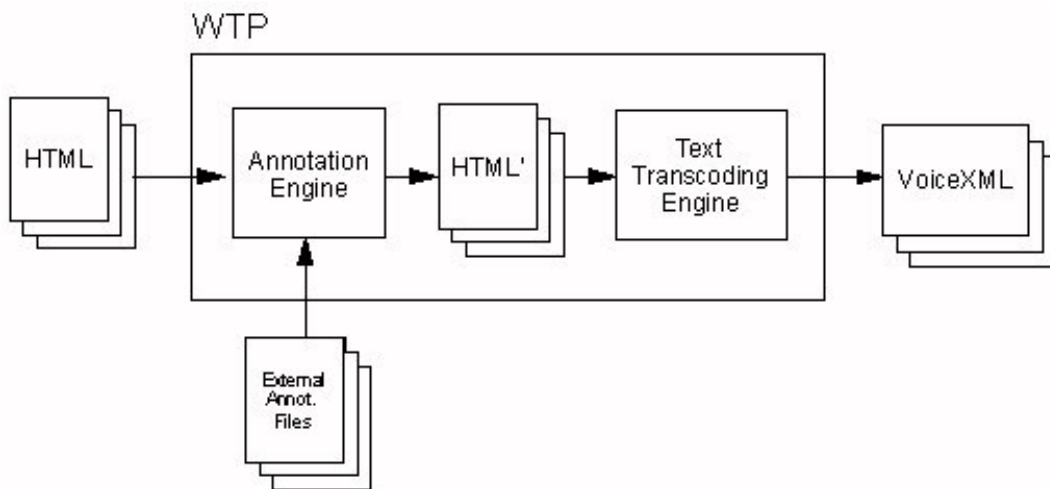 WTP
HTML
Annotation
Engine
HTML'
Text
Transcoding
Engine
VoiceXML
External
Annot.
Files